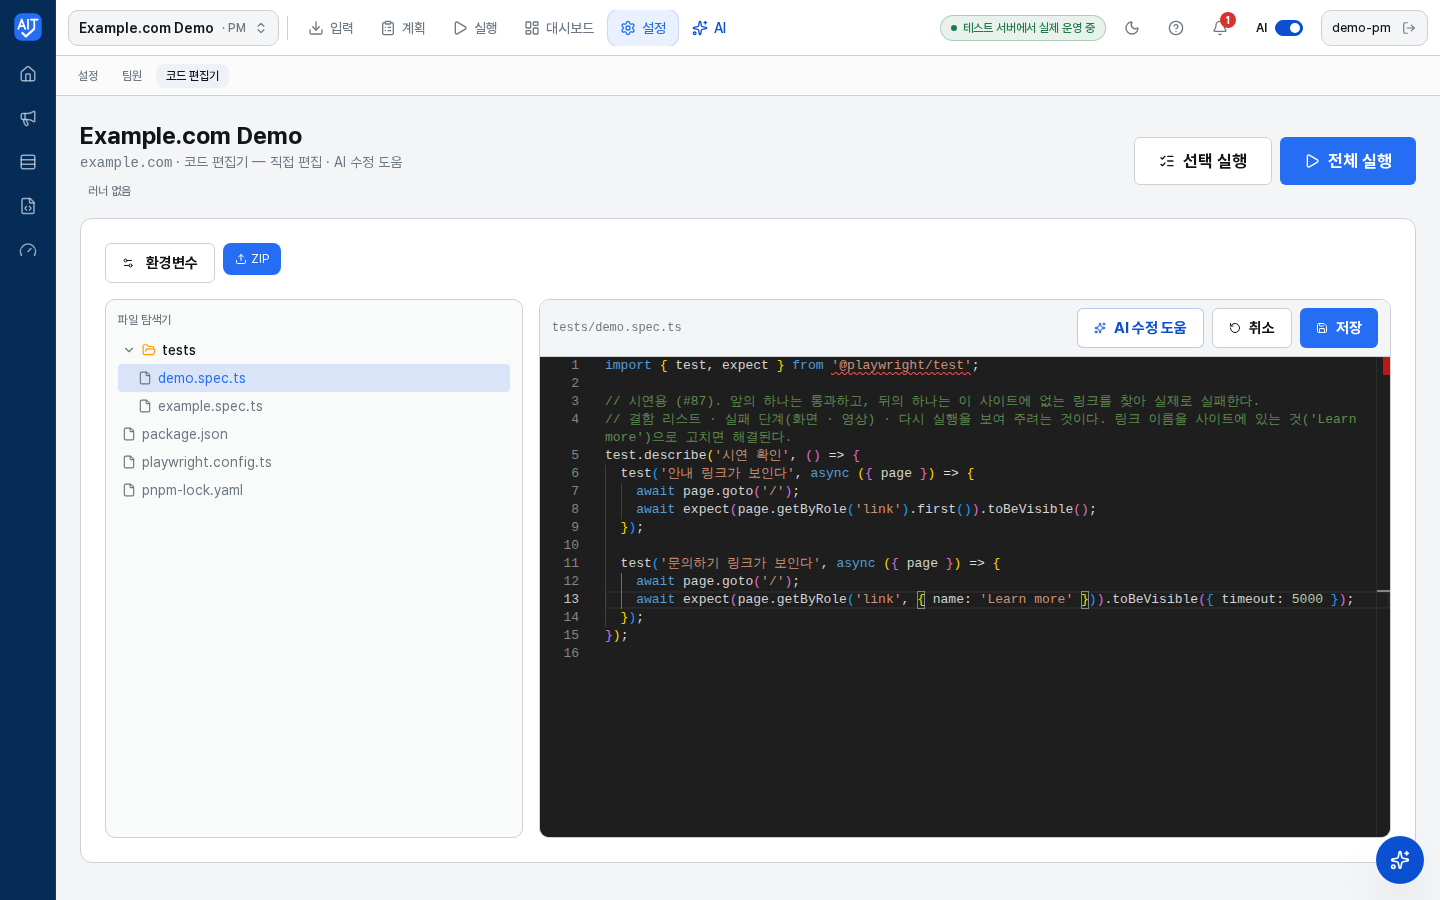 AIT
Example.com Demo · PM
입력
계획
실행
대시보드
설정
AI
테스트 서버에서 실제 운영 중
1
AI
demo-pm
설정
팀원
코드 편집기
Example.com Demo
example.com · 코드 편집기 — 직접 편집 · AI 수정 도움
러너 없음
선택 실행
전체 실행
환경변수
ZIP
파일 탐색기
tests
demo.spec.ts
example.spec.ts
package.json
playwright.config.ts
pnpm-lock.yaml
tests/demo.spec.ts
AI 수정 도움
취소
저장
1 import { test, expect } from '@playwright/test';
2
3 // 시연용 (#87). 앞의 하나는 통과하고, 뒤의 하나는 이 사이트에 없는 링크를 찾아 실제로 실패한다.
4 // 결함 리스트 · 실패 단계(화면 · 영상) · 다시 실행을 보여 주려는 것이다. 링크 이름을 사이트에 있는 것('Learn
more')으로 고치면 해결된다.
5 test.describe('시연 확인', () => {
6 test('안내 링크가 보인다', async ({ page }) => {
7 await page.goto('/');
8 await expect(page.getByRole('link').first()).toBeVisible();
9 });
10
11 test('문의하기 링크가 보인다', async ({ page }) => {
12 await page.goto('/');
13 await expect(page.getByRole('link', { name: 'Learn more' })).toBeVisible({ timeout: 5000 });
14 });
15 });
16